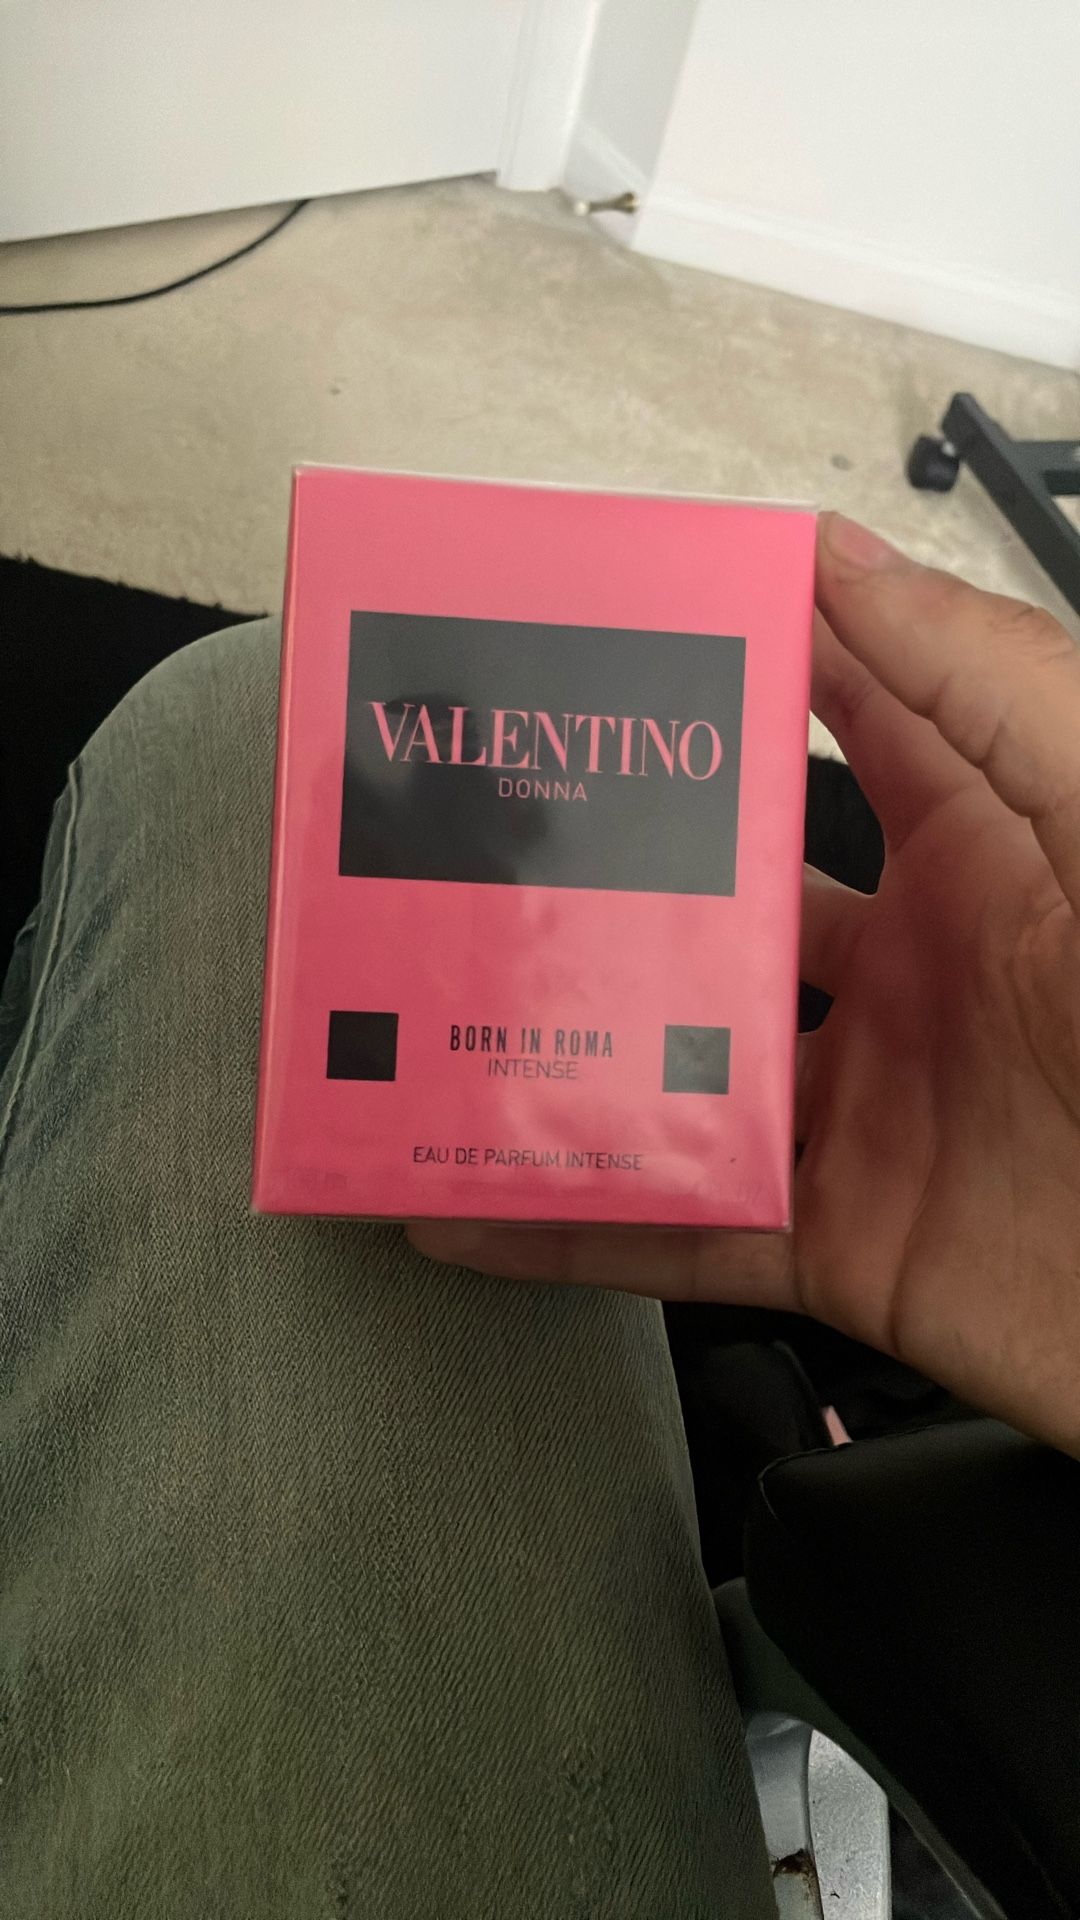 VALENTINO
DONNA
BORN IN ROMA
INTENSE
EAU DE PARFUM INTENSE